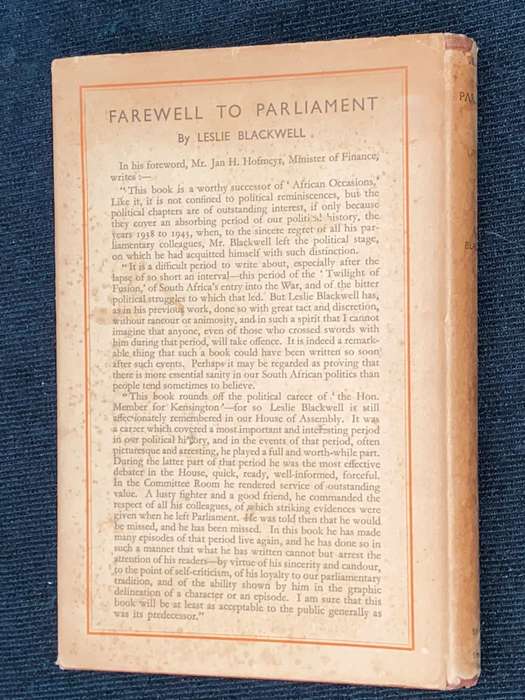 FAREWELL TO PARLIAMENT
By LESLIE BLACKWELL
In his foreword, Mr. Jan H. Hofmeyr, Minister of Finance,
writes :—
"This book is a worthy successor of 'African Occasions,'
Like it, it is not confined to political reminiscences, but the
political chapters are of outstanding interest, if only because
they cover an absorbing period of our political history, the
years 1938 to 1943, when, to the sincere regret of all his par-
liamentary colleagues, Mr. Blackwell left the political stage,
on which he had acquitted himself with such distinction.
"It is a difficult period to write about, especially after the
lapse of so short an interval—this period of the 'Twilight of
Fusion,' of South Africa's entry into the War, and of the bitter
political struggles to which that led. But Leslie Blackwell has,
as in his previous work, done so with great tact and discretion,
without rancour or animosity, and in such a spirit that I cannot
imagine that anyone, even of those who crossed swords with
him during that period, will take offence. It is indeed a remark-
able thing that such a book could have been written so soon
after such events. Perhaps it may be regarded as proving that
there is more essential sanity in our South African politics than
people tend sometimes to believe.
"This book rounds off the political career of 'the Hon.
Member for Kensington'—for so Leslie Blackwell is still
affectionately remembered in our House of Assembly. It was
a career which covered a most important and interesting period
in our political history, and in the events of that period, often
picturesque and arresting, he played a full and worth-while part.
During the latter part of that period he was the most effective
debater in the House, quick, ready, well-informed, forceful.
In the Committee Room he rendered service of outstanding
value. A lusty fighter and a good friend, he commanded the
respect of all his colleagues, of which striking evidences were
given when he left Parliament. He was told then that he would
be missed, and he has been missed. In this book he has made
many episodes of that period live again, and he has done so in
such a manner that what he has written cannot but arrest the
attention of his readers—by virtue of his sincerity and candour,
to the point of self-criticism, of his loyalty to our parliamentary
tradition, and of the ability shown by him in the graphic
delineation of a character or an episode. I am sure that this
book will be at least as acceptable to the public generally as
was its predecessor."